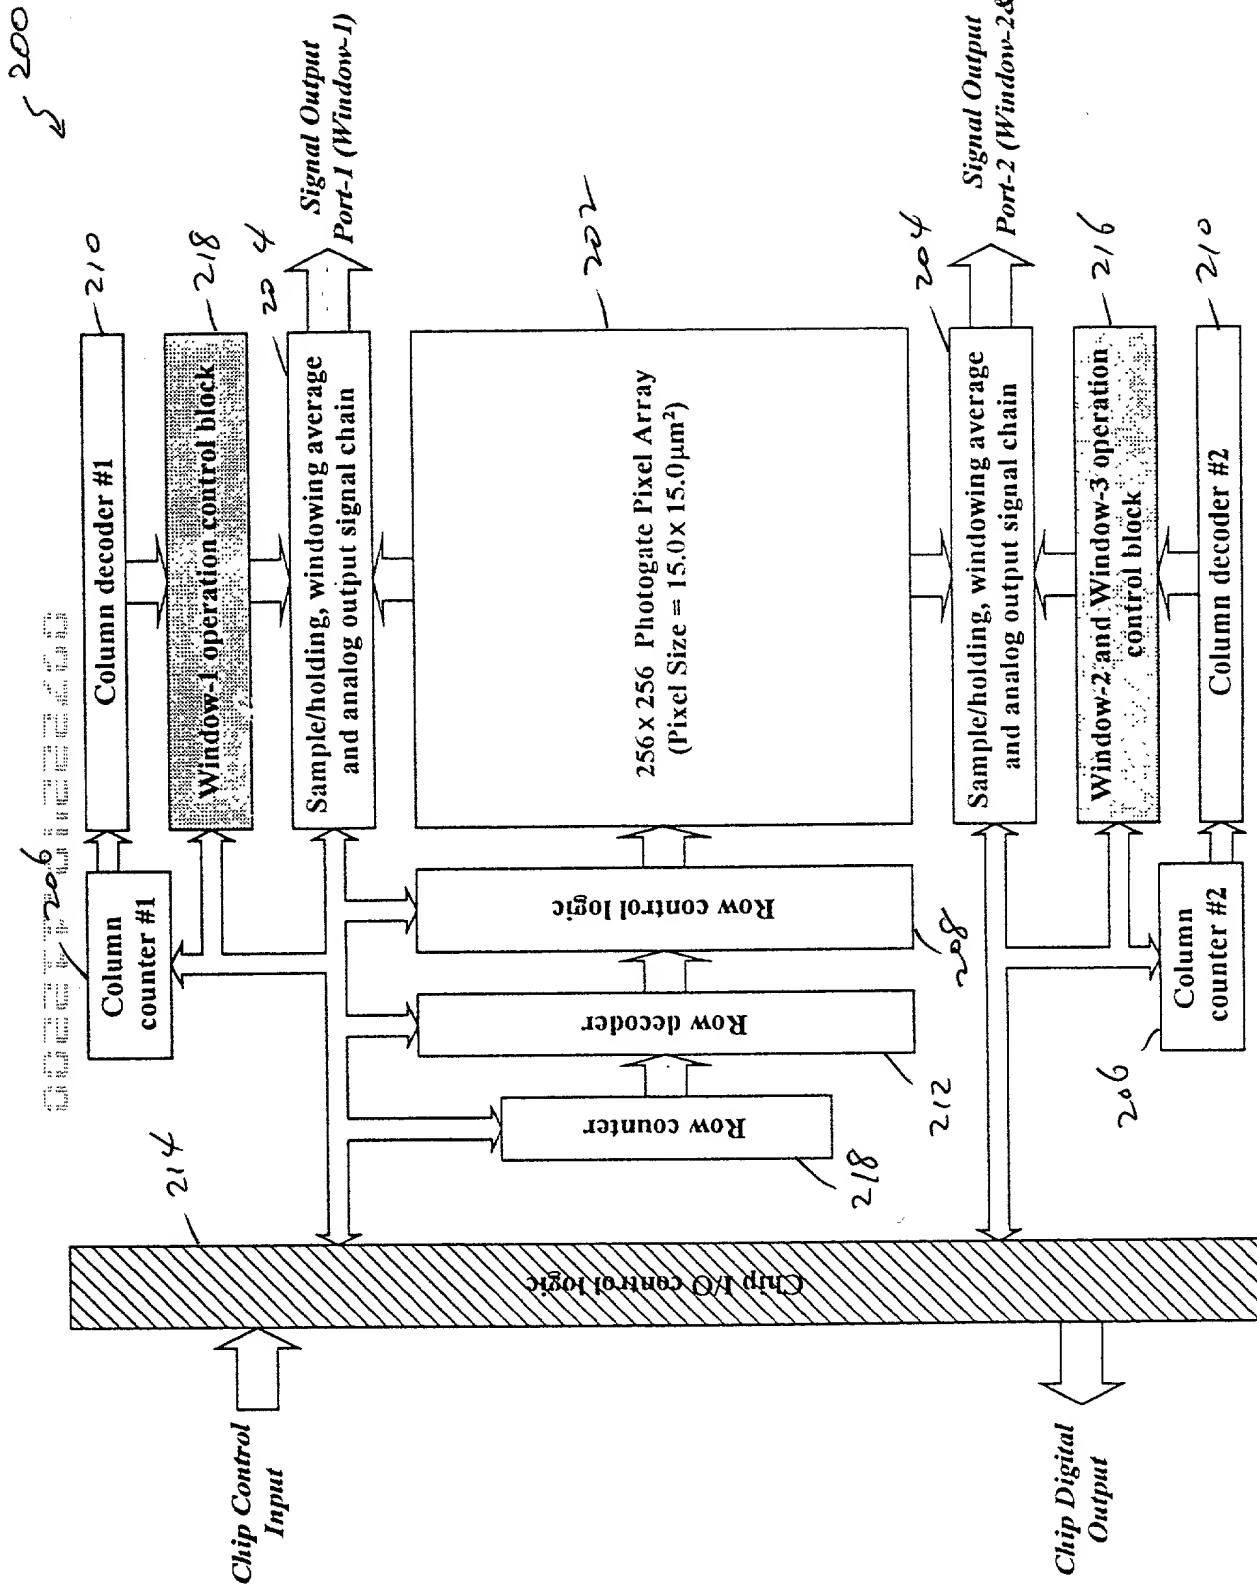 200
206
Column
counter #1
Column decoder #1
210
Window-1 operation control block
218
Sample/holding, windowing average
and analog output signal chain
204
Signal Output
Port-1 (Window-1)
214
Chip Control
Input
Chip I/O control logic
Row counter
218
Row decoder
212
Row control logic
208
256 x 256 Photogate Pixel Array
(Pixel Size = 15.0 x 15.0μm²)
202
Chip Digital
Output
Sample/holding, windowing average
and analog output signal chain
204
Signal Output
Port-2 (Window-2&
Window-2 and Window-3 operation
control block
216
206
Column
counter #2
Column decoder #2
210